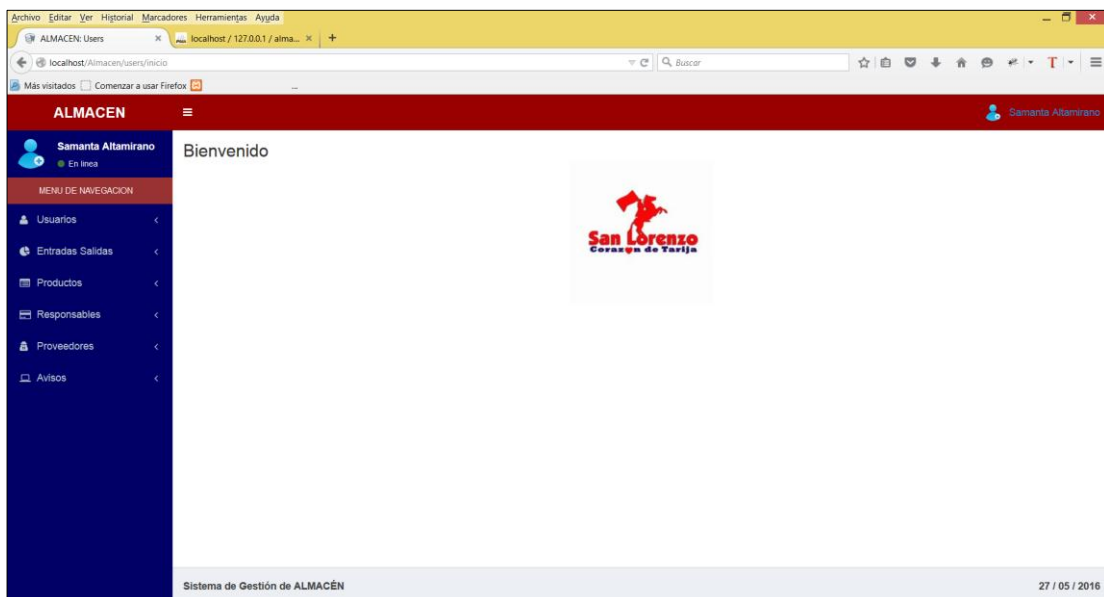 Archivo Editar Ver Historial Marcadores Herramientas Ayuda
ALMACEN: Users
localhost / 127.0.0.1 / alma...
localhost/Almacen/users/inicio
Buscar
Más visitados Comenzar a usar Firefox
ALMACEN
Samanta Altamirano
Samanta Altamirano
En linea
Bienvenido
MENU DE NAVEGACION
Usuarios
Entradas Salidas
Productos
Responsables
Proveedores
Avisos
San Lorenzo
Corazon de Tarija
Sistema de Gestión de ALMACÉN
27 / 05 / 2016